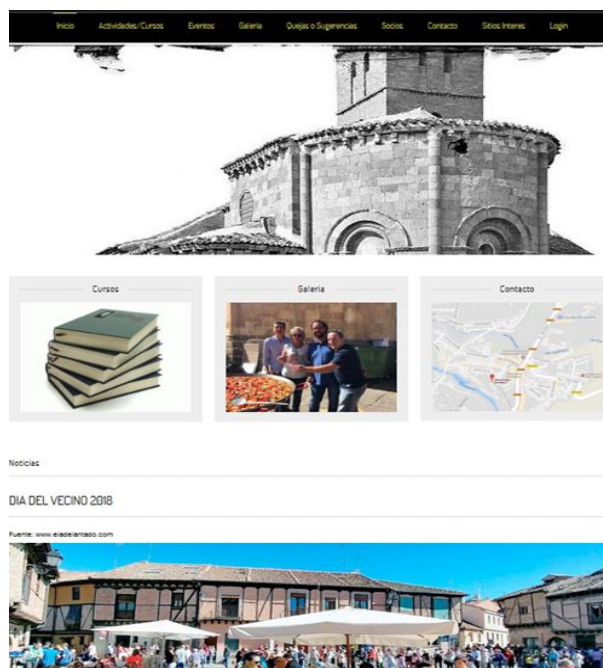 Inicio Actividades/Cursos Eventos Galeria Quejas o Sugerencias Socios Contacto Sitios Interes Login
Cursos Galeria Contacto
Noticias
DIA DEL VECINO 2018
Fuente: www.eladelantado.com